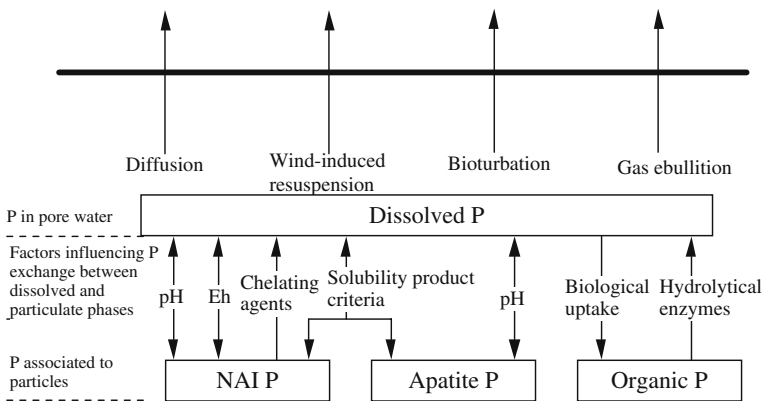 Diffusion
Wind-induced
resuspension
Bioturbation
Gas ebullition
P in pore water
Dissolved P
Factors influencing P
exchange between
dissolved and
particulate phases
pH
Eh
Chelating
agents
Solubility product
criteria
pH
Biological
uptake
Hydrolytical
enzymes
P associated to
particles
NAI P
Apatite P
Organic P